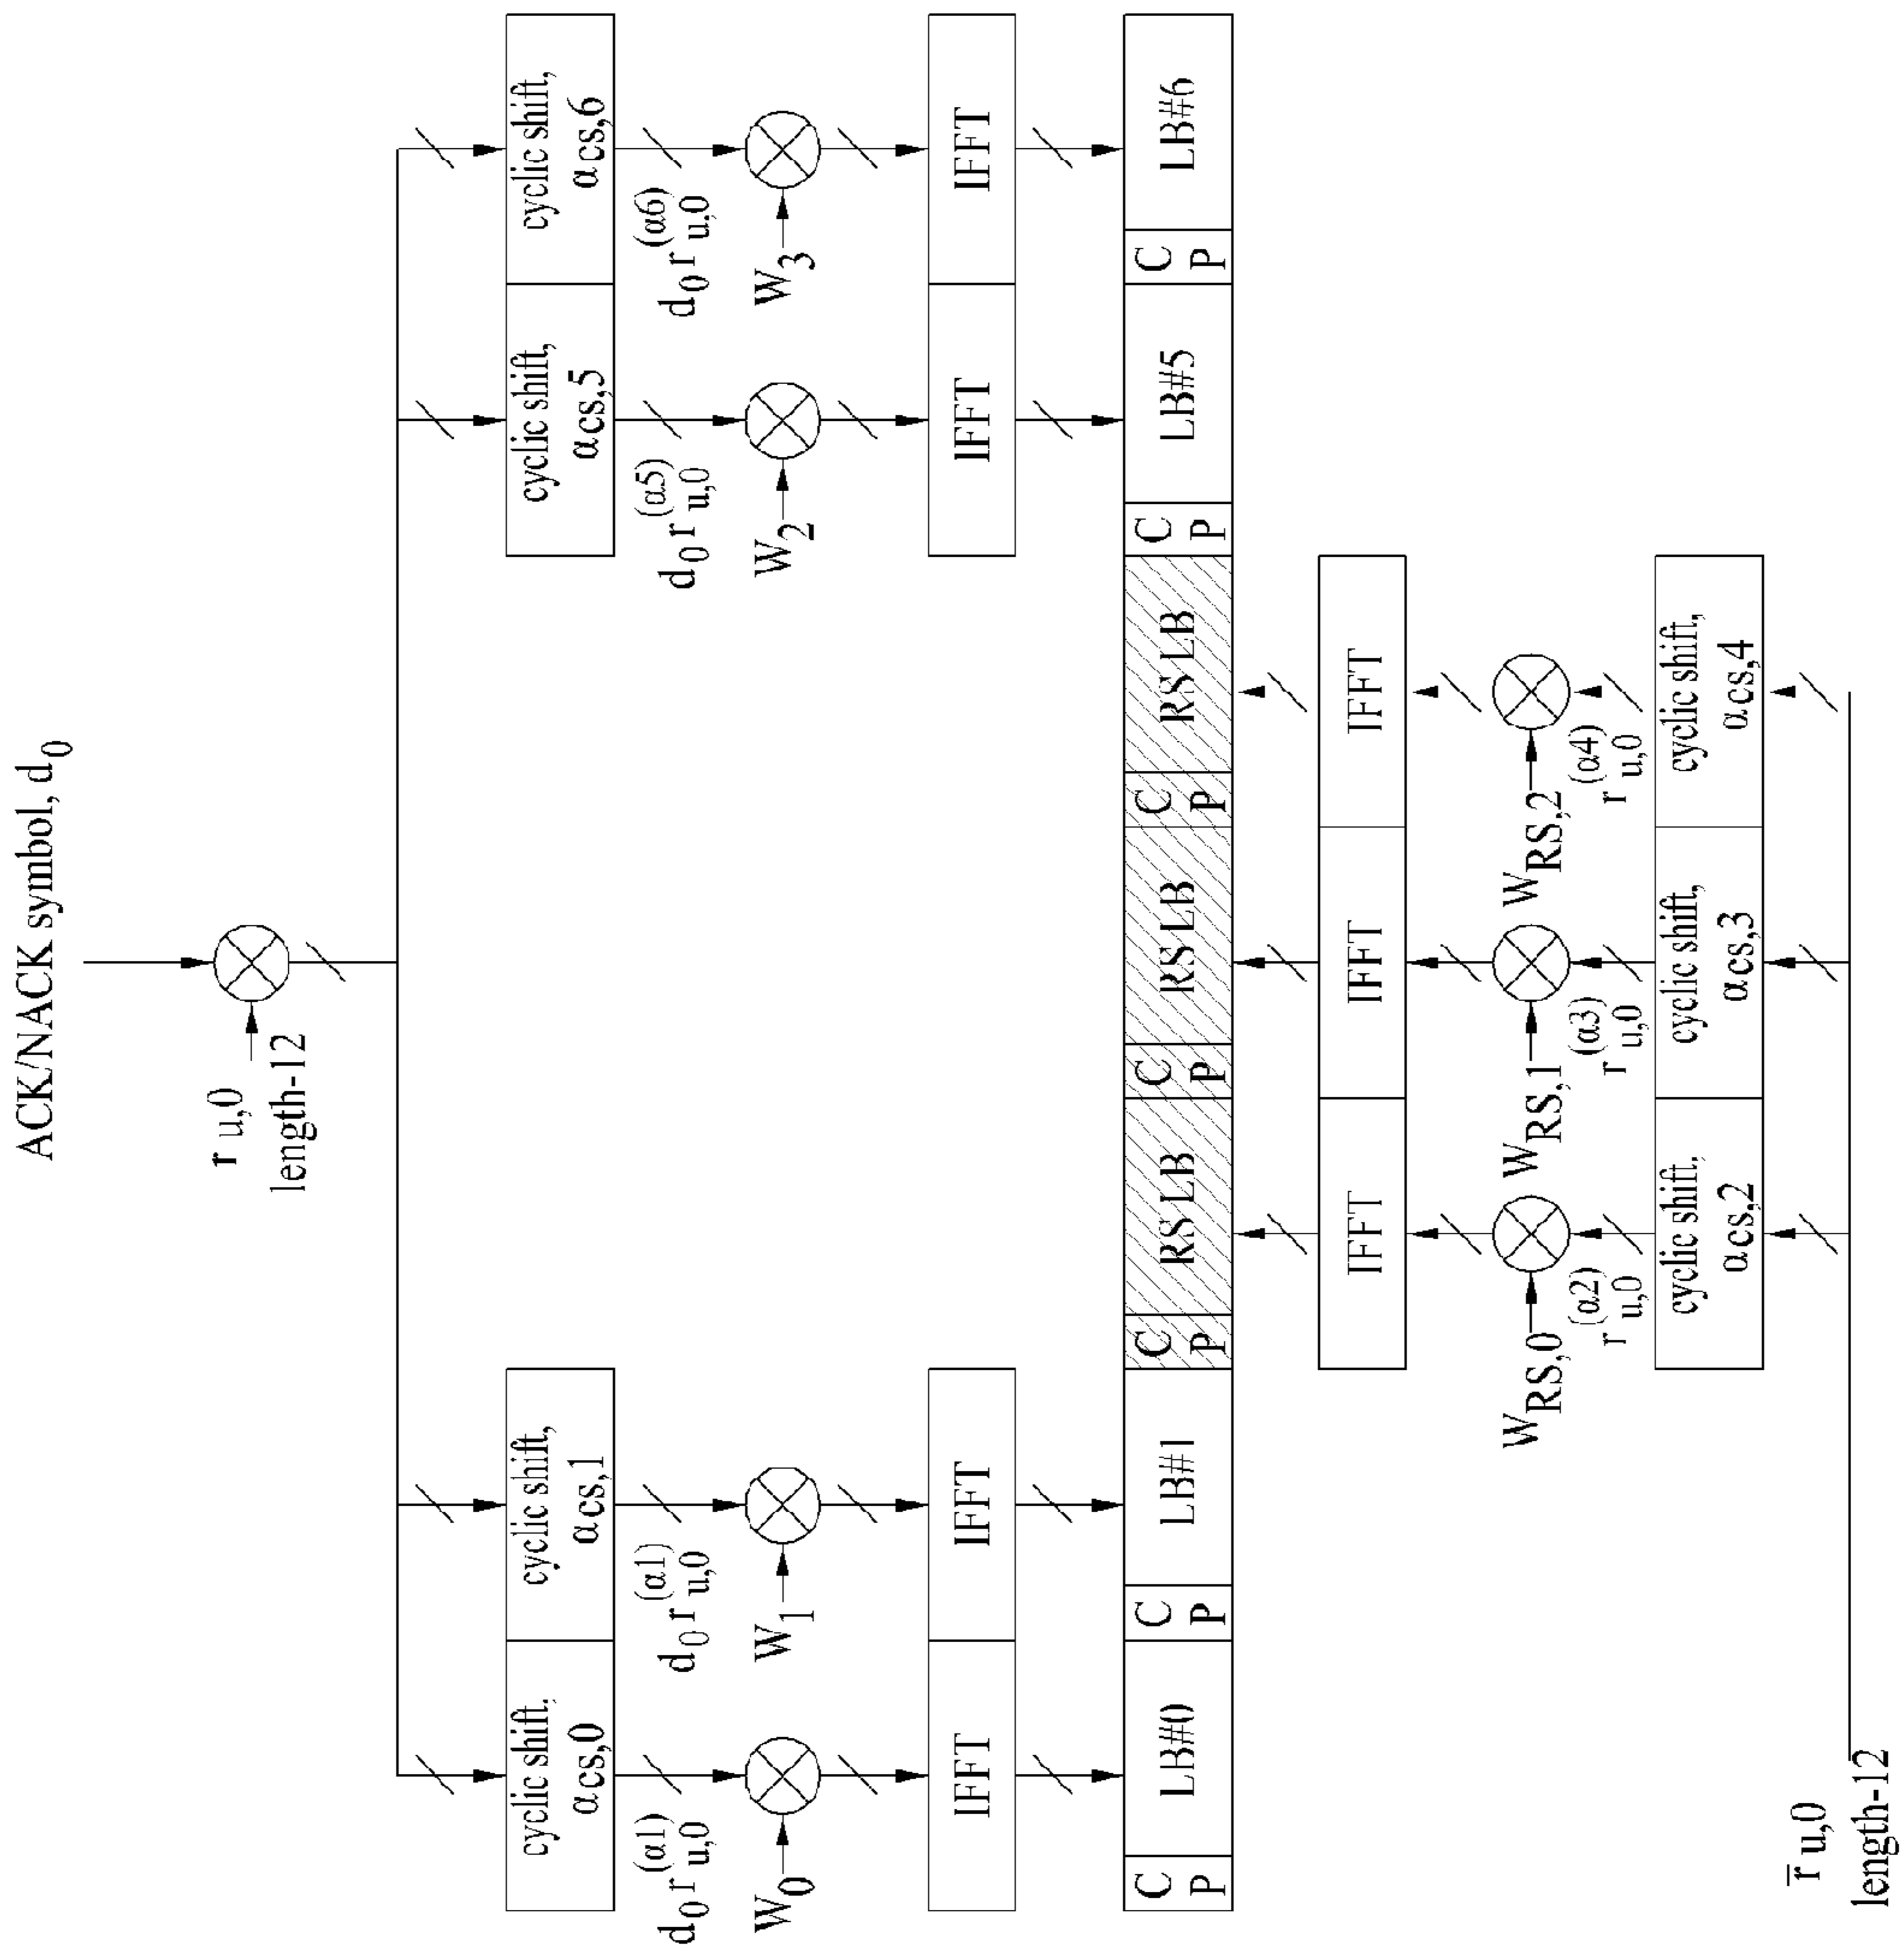 ACK/NACK symbol, d0
r u,0
length-12
cyclic shift, αcs,0
cyclic shift, αcs,1
cyclic shift, αcs,5
cyclic shift, αcs,6
d0 r u,0 (α1)
d0 r u,0 (α1)
d0 r u,0 (α5)
d0 r u,0 (α6)
W0
W1
W2
W3
IFFT
IFFT
IFFT
IFFT
CP LB#0 CP LB#1 CP RS LB CP RS LB CP RS LB CP LB#5 CP LB#6
IFFT
IFFT
IFFT
WRS,0
WRS,1
WRS,2
r u,0 (α2)
r u,0 (α3)
r u,0 (α4)
cyclic shift, αcs,2
cyclic shift, αcs,3
cyclic shift, αcs,4
r̄ u,0
length-12